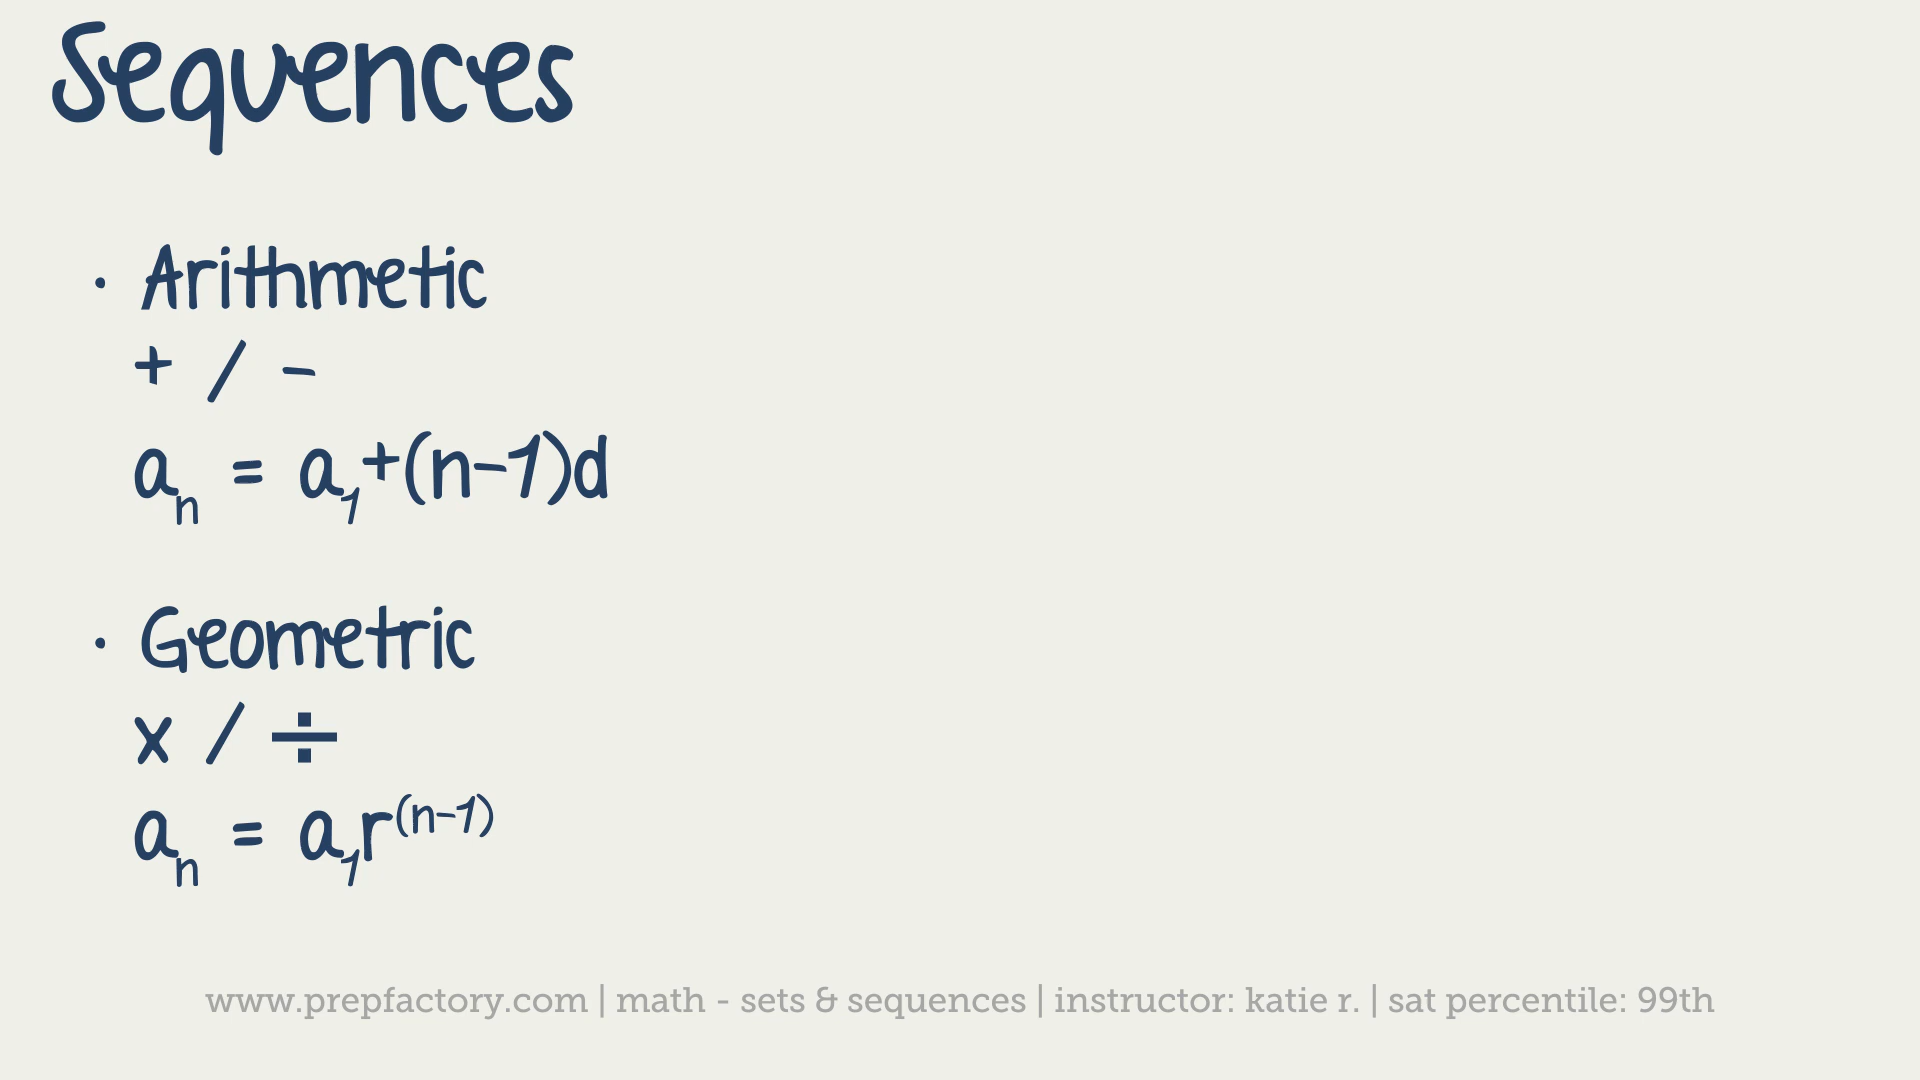 Sequences
• Arithmetic
+ / -
aₙ = a₁+(n-1)d
• Geometric
x / ÷
aₙ = a₁r⁽ⁿ⁻¹⁾
www.prepfactory.com | math - sets & sequences | instructor: katie r. | sat percentile: 99th